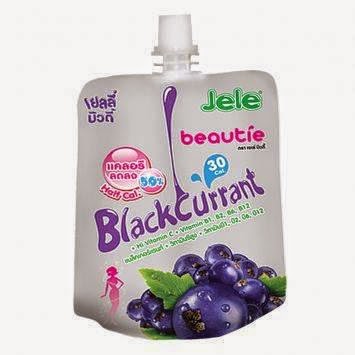 เยลลี่
บิวตี้
Jele®
beautie
ตรา เจเล่ บิวตี้
แคลอรี
ลดลง
50%
Half Cal.
30
Cal.
Blackcurrant
• Hi Vitamin C • Vitamin B1, B2, B6, B12